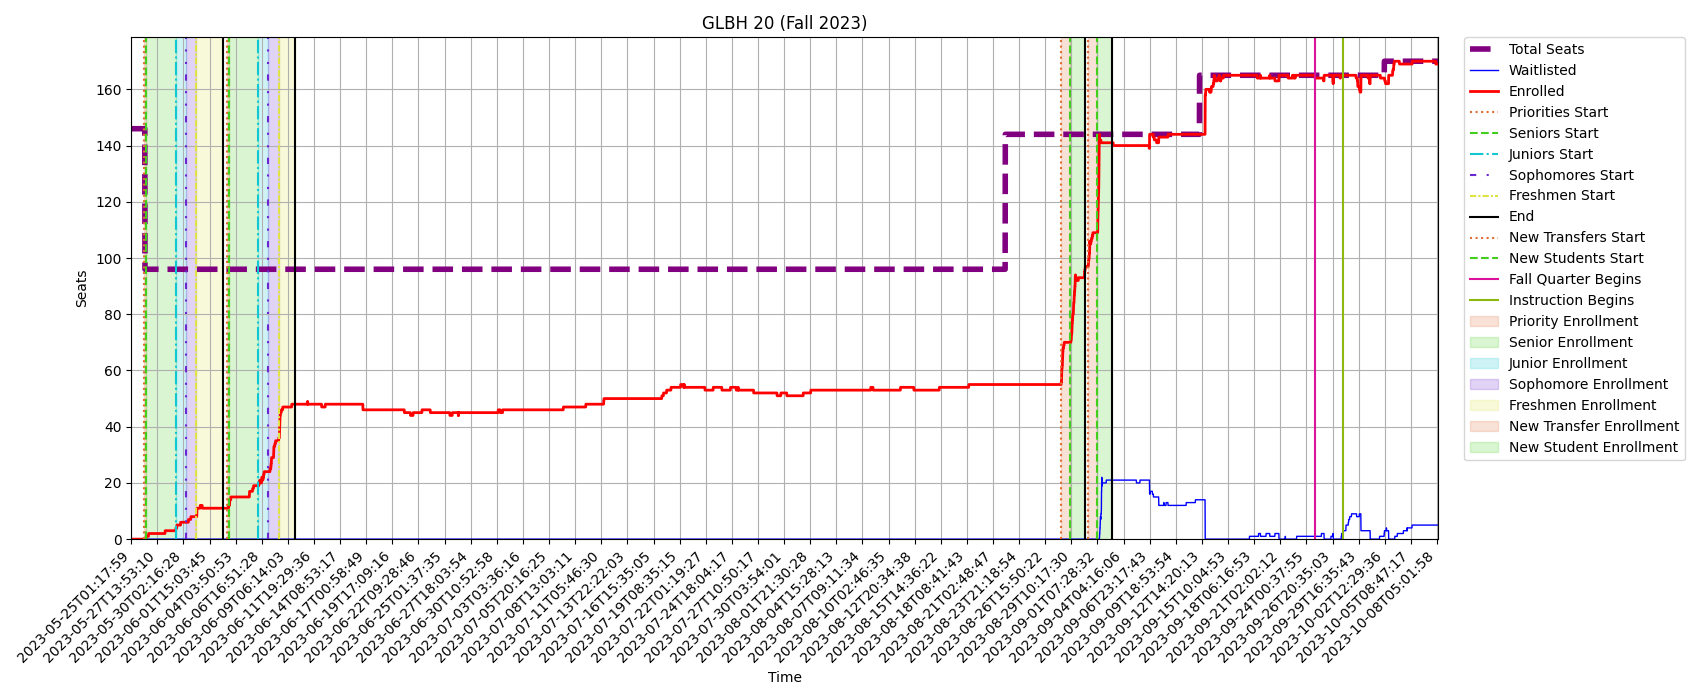 GLBH 20 (Fall 2023)
Seats
160
140
120
100
80
60
40
20
0
2023-05-25T01:17:59
2023-05-27T13:53:10
2023-05-30T02:16:28
2023-06-01T15:03:45
2023-06-04T03:50:53
2023-06-06T16:51:28
2023-06-09T06:14:03
2023-06-11T19:29:36
2023-06-14T08:53:17
2023-06-17T00:58:49
2023-06-19T17:09:16
2023-06-22T09:28:46
2023-06-25T01:37:35
2023-06-27T18:03:54
2023-06-30T10:52:58
2023-07-03T03:36:16
2023-07-05T20:16:25
2023-07-08T13:03:11
2023-07-11T05:46:30
2023-07-13T22:22:03
2023-07-16T15:35:05
2023-07-19T08:35:15
2023-07-22T01:19:27
2023-07-24T18:04:17
2023-07-27T10:50:17
2023-07-30T03:54:01
2023-08-01T21:30:28
2023-08-04T15:28:13
2023-08-07T09:11:34
2023-08-10T02:46:35
2023-08-12T20:34:38
2023-08-15T14:36:22
2023-08-18T08:41:43
2023-08-21T02:48:47
2023-08-23T21:18:54
2023-08-26T15:50:22
2023-08-29T10:17:30
2023-09-01T07:28:32
2023-09-04T04:16:06
2023-09-06T23:17:43
2023-09-09T18:53:54
2023-09-12T14:20:13
2023-09-15T10:04:53
2023-09-18T06:16:53
2023-09-21T02:02:12
2023-09-24T00:37:55
2023-09-26T20:35:03
2023-09-29T16:35:43
2023-10-02T12:29:36
2023-10-05T08:47:17
2023-10-08T05:01:58
Time
Total Seats
Waitlisted
Enrolled
Priorities Start
Seniors Start
Juniors Start
Sophomores Start
Freshmen Start
End
New Transfers Start
New Students Start
Fall Quarter Begins
Instruction Begins
Priority Enrollment
Senior Enrollment
Junior Enrollment
Sophomore Enrollment
Freshmen Enrollment
New Transfer Enrollment
New Student Enrollment